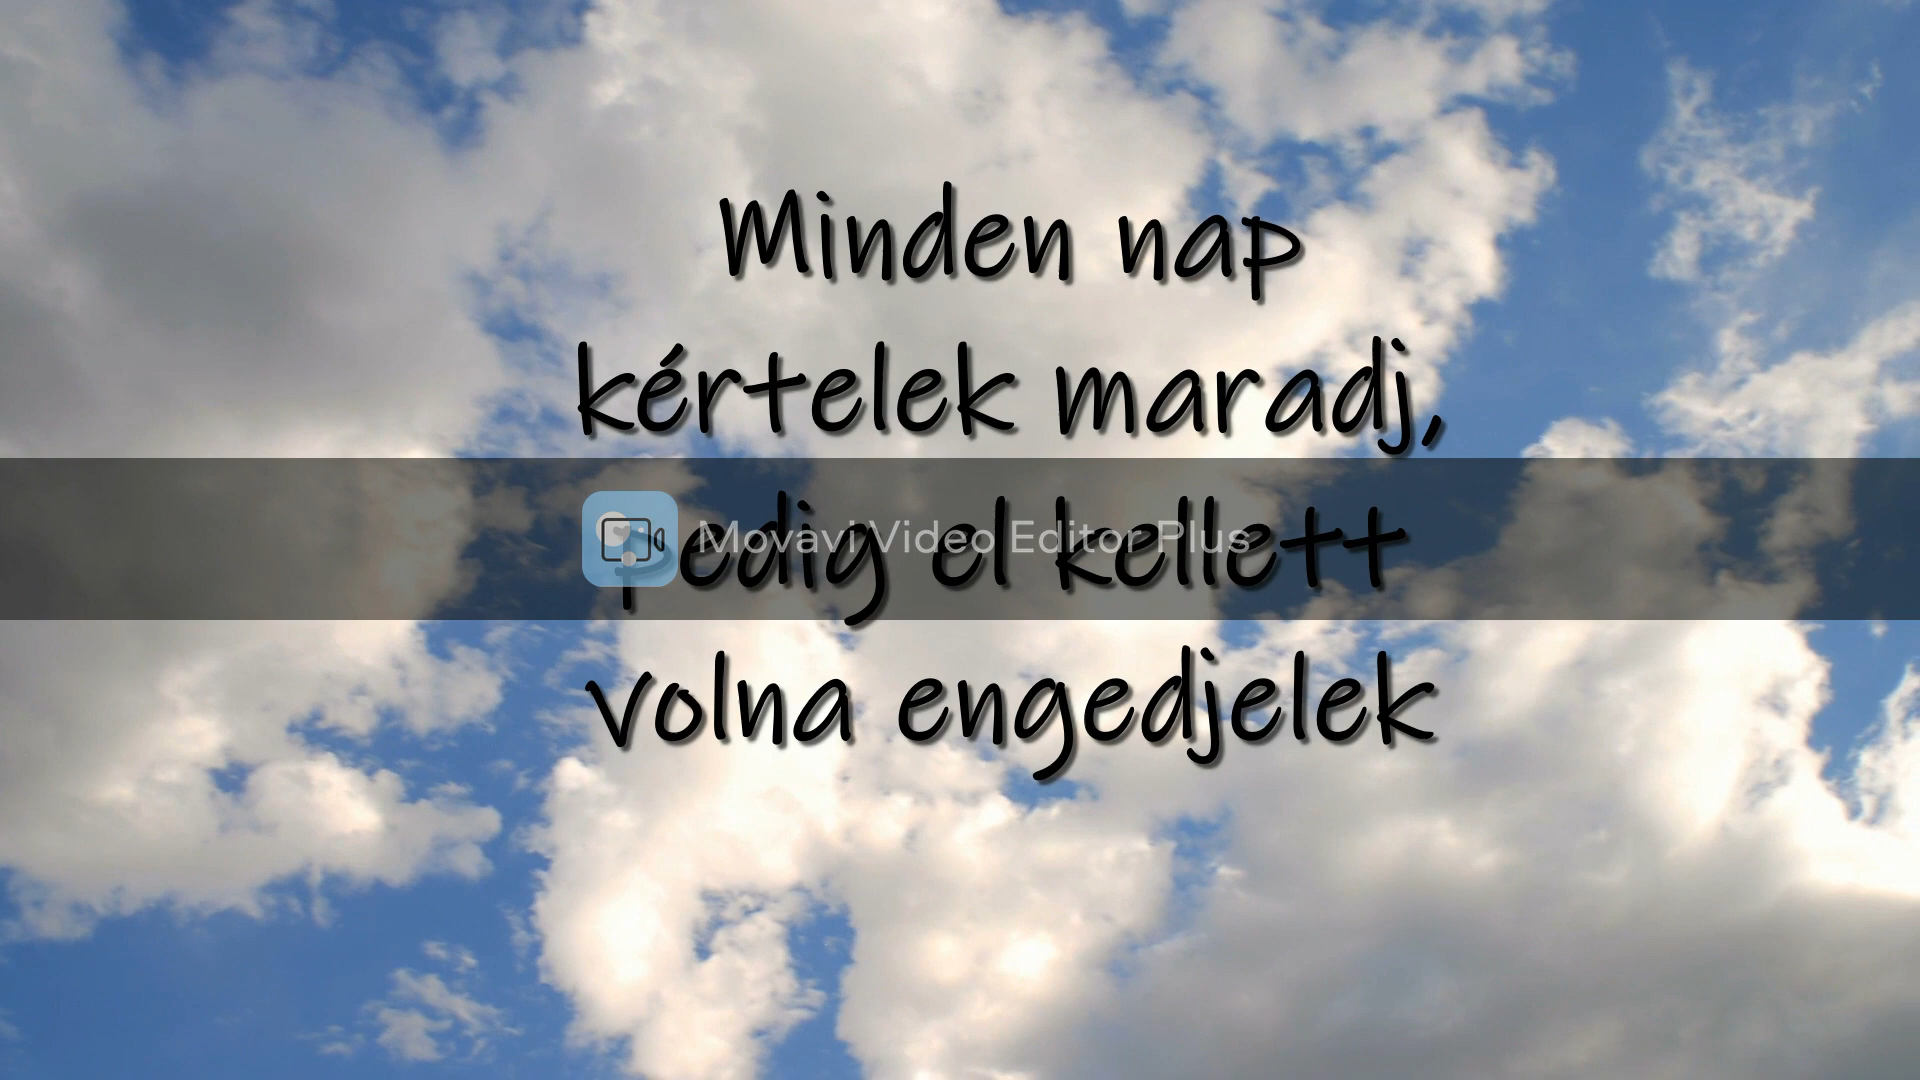 Minden nap
kértelek maradj,
pedig el kellett
Movavi Video Editor Plus
volna engedjelek